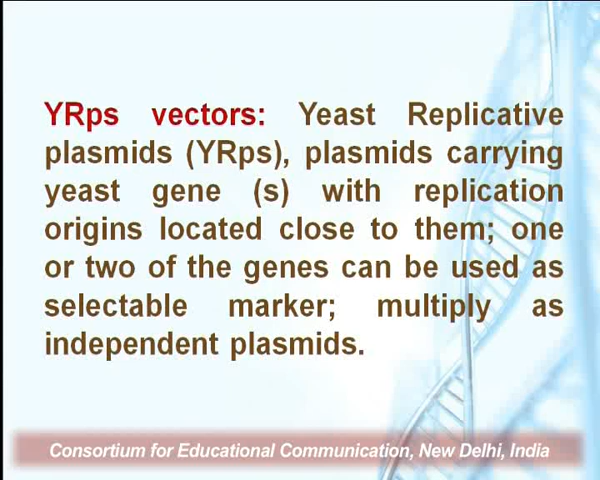 YRps vectors: Yeast Replicative
plasmids (YRps), plasmids carrying
yeast gene (s) with replication
origins located close to them; one
or two of the genes can be used as
selectable marker; multiply as
independent plasmids.
Consortium for Educational Communication, New Delhi, India